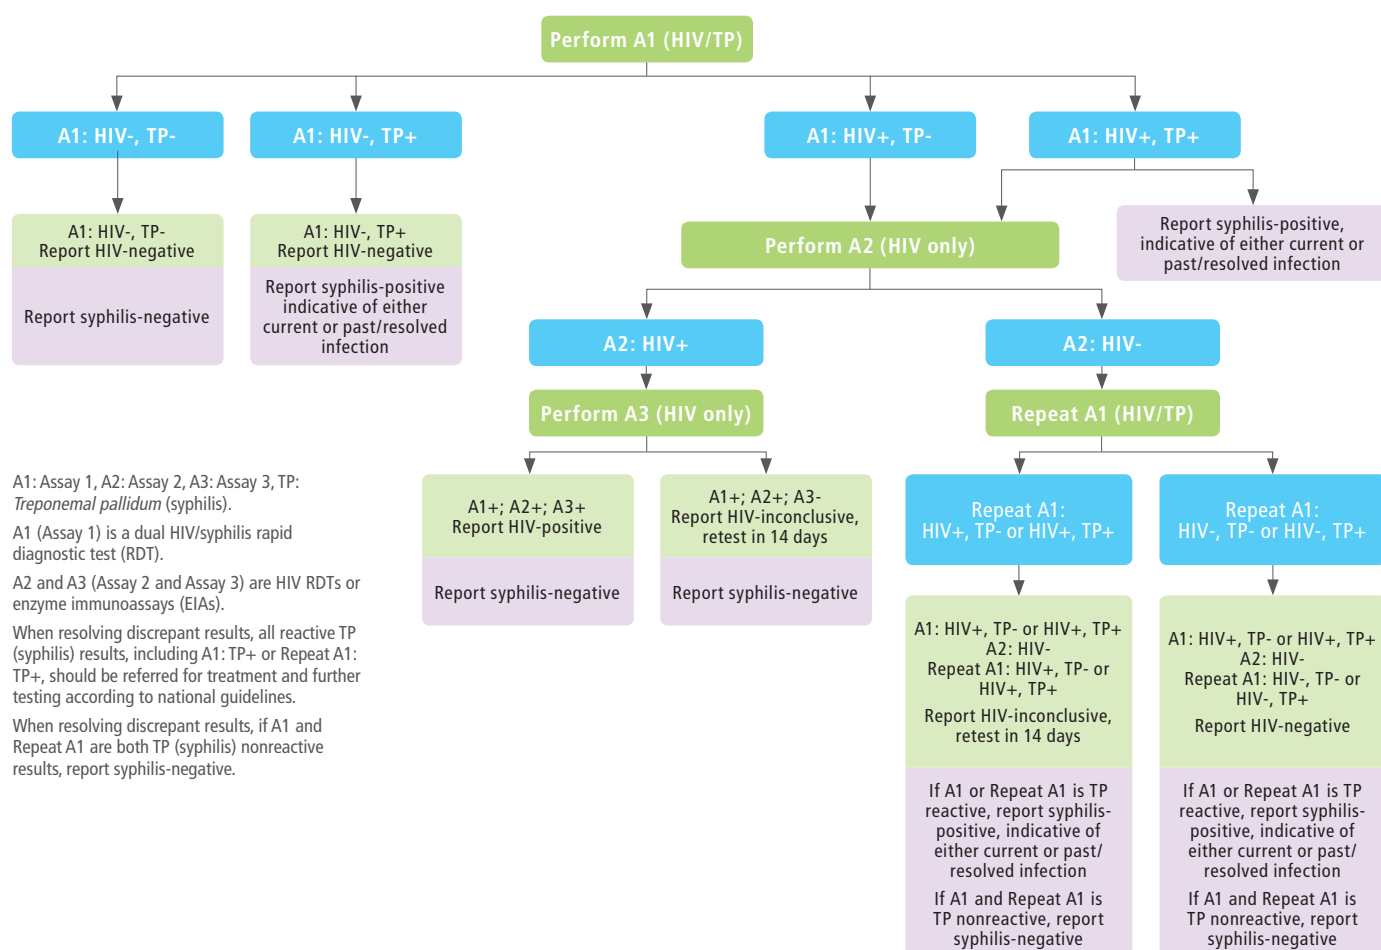 Perform A1 (HIV/TP)
A1: HIV-, TP-
A1: HIV-, TP+
A1: HIV+, TP-
A1: HIV+, TP+
A1: HIV-, TP-
Report HIV-negative
Report syphilis-negative
A1: HIV-, TP+
Report HIV-negative
Report syphilis-positive
indicative of either
current or past/resolved
infection
Perform A2 (HIV only)
Report syphilis-positive,
indicative of either current or
past/resolved infection
A2: HIV+
A2: HIV-
Perform A3 (HIV only)
Repeat A1 (HIV/TP)
A1+; A2+; A3+
Report HIV-positive
Report syphilis-negative
A1+; A2+; A3-
Report HIV-inconclusive,
retest in 14 days
Report syphilis-negative
Repeat A1:
HIV+, TP- or HIV+, TP+
Repeat A1:
HIV-, TP- or HIV-, TP+
A1: HIV+, TP- or HIV+, TP+
A2: HIV-
Repeat A1: HIV+, TP- or
HIV+, TP+
Report HIV-inconclusive,
retest in 14 days
If A1 or Repeat A1 is TP
reactive, report syphilis-
positive, indicative of
either current or past/
resolved infection
If A1 and Repeat A1 is
TP nonreactive, report
syphilis-negative
A1: HIV+, TP- or HIV+, TP+
A2: HIV-
Repeat A1: HIV-, TP- or
HIV-, TP+
Report HIV-negative
If A1 or Repeat A1 is TP
reactive, report syphilis-
positive, indicative of
either current or past/
resolved infection
If A1 and Repeat A1 is
TP nonreactive, report
syphilis-negative
A1: Assay 1, A2: Assay 2, A3: Assay 3, TP:
Treponemal pallidum (syphilis).
A1 (Assay 1) is a dual HIV/syphilis rapid
diagnostic test (RDT).
A2 and A3 (Assay 2 and Assay 3) are HIV RDTs or
enzyme immunoassays (EIAs).
When resolving discrepant results, all reactive TP
(syphilis) results, including A1: TP+ or Repeat A1:
TP+, should be referred for treatment and further
testing according to national guidelines.
When resolving discrepant results, if A1 and
Repeat A1 are both TP (syphilis) nonreactive
results, report syphilis-negative.